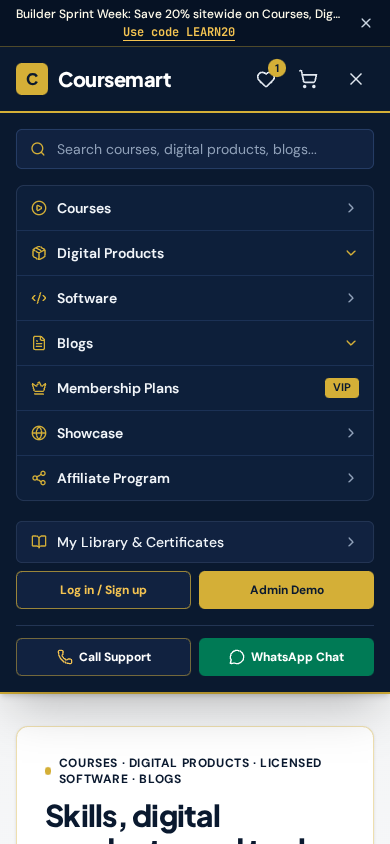 Builder Sprint Week: Save 20% sitewide on Courses, Dig...
Use code LEARN20
C Coursemart 1
Search courses, digital products, blogs...
Courses
Digital Products
Software
Blogs
Membership Plans VIP
Showcase
Affiliate Program
My Library & Certificates
Log in / Sign up Admin Demo
Call Support WhatsApp Chat
COURSES · DIGITAL PRODUCTS · LICENSED
SOFTWARE · BLOGS
Skills, digital